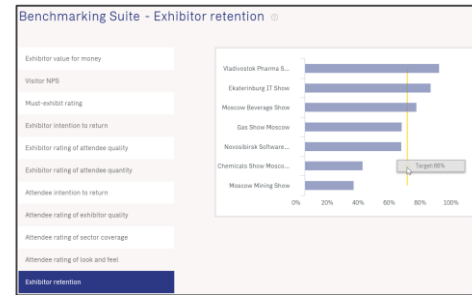 Benchmarking Suite - Exhibitor retention
Exhibitor value for money
Visitor NPS
Must-exhibit rating
Exhibitor intention to return
Exhibitor rating of attendee quality
Exhibitor rating of attendee quantity
Attendee intention to return
Attendee rating of exhibitor quality
Attendee rating of sector coverage
Attendee rating of look and feel
Exhibitor retention
Vladivostok Pharma S...
Ekaterinburg IT Show
Moscow Beverage Show
Gas Show Moscow
Novosibirsk Software...
Chemicals Show Mosco...
Moscow Mining Show
Target 66%
0% 20% 40% 60% 80% 100%